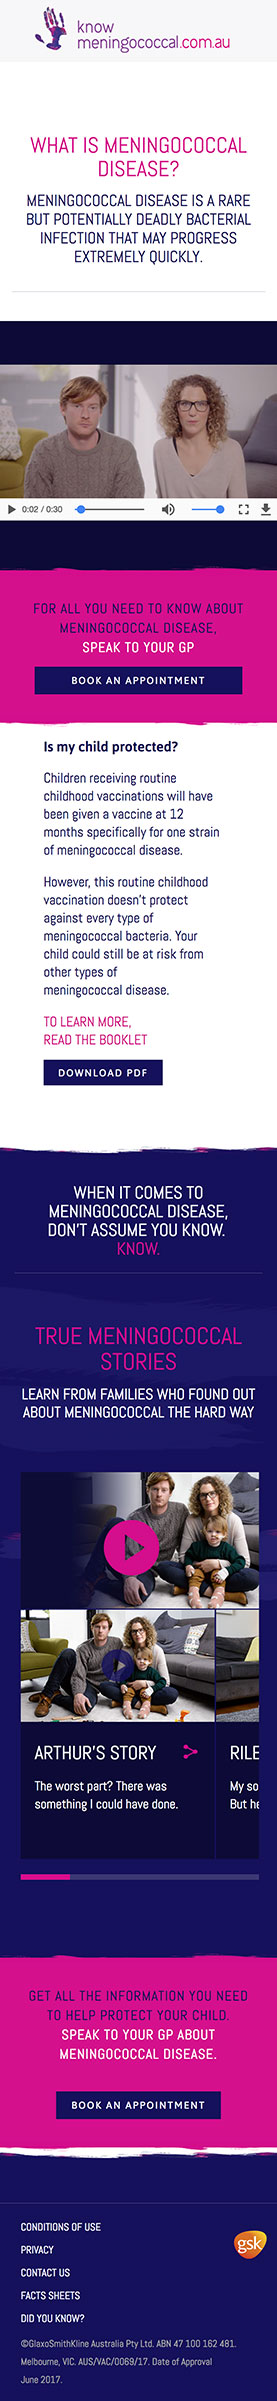 know
meningococcal.com.au
WHAT IS MENINGOCOCCAL
DISEASE?
MENINGOCOCCAL DISEASE IS A RARE
BUT POTENTIALLY DEADLY BACTERIAL
INFECTION THAT MAY PROGRESS
EXTREMELY QUICKLY.
0:02 / 0:30
FOR ALL YOU NEED TO KNOW ABOUT
MENINGOCOCCAL DISEASE,
SPEAK TO YOUR GP
BOOK AN APPOINTMENT
Is my child protected?
Children receiving routine
childhood vaccinations will have
been given a vaccine at 12
months specifically for one strain
of meningococcal disease.
However, this routine childhood
vaccination doesn't protect
against every type of
meningococcal bacteria. Your
child could still be at risk from
other types of
meningococcal disease.
TO LEARN MORE,
READ THE BOOKLET
DOWNLOAD PDF
WHEN IT COMES TO
MENINGOCOCCAL DISEASE,
DON'T ASSUME YOU KNOW.
KNOW.
TRUE MENINGOCOCCAL
STORIES
LEARN FROM FAMILIES WHO FOUND OUT
ABOUT MENINGOCOCCAL THE HARD WAY
ARTHUR'S STORY
The worst part? There was
something I could have done.
RILE
My so
But he
GET ALL THE INFORMATION YOU NEED
TO HELP PROTECT YOUR CHILD.
SPEAK TO YOUR GP ABOUT
MENINGOCOCCAL DISEASE.
BOOK AN APPOINTMENT
CONDITIONS OF USE
PRIVACY
CONTACT US
FACTS SHEETS
DID YOU KNOW?
gsk
©GlaxoSmithKline Australia Pty Ltd. ABN 47 100 162 481.
Melbourne, VIC. AUS/VAC/0069/17. Date of Approval
June 2017.